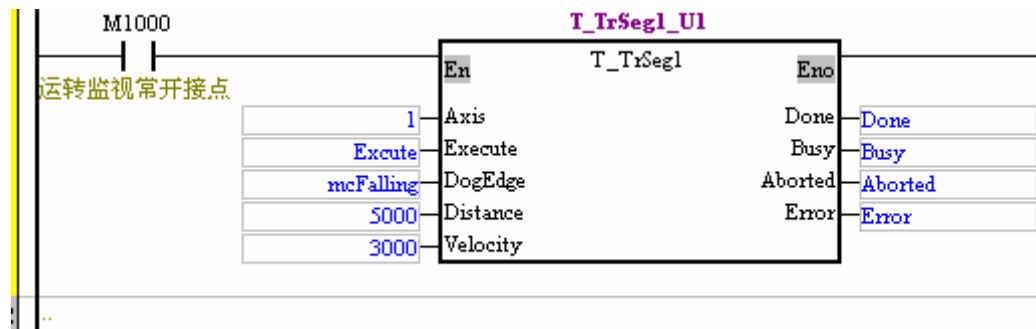 M1000
T_TrSeg1_U1
En T_TrSeg1 Eno
运转监视常开接点
1 Axis Done Done
Excute Execute Busy Busy
mcFalling DogEdge Aborted Aborted
5000 Distance Error Error
3000 Velocity
..